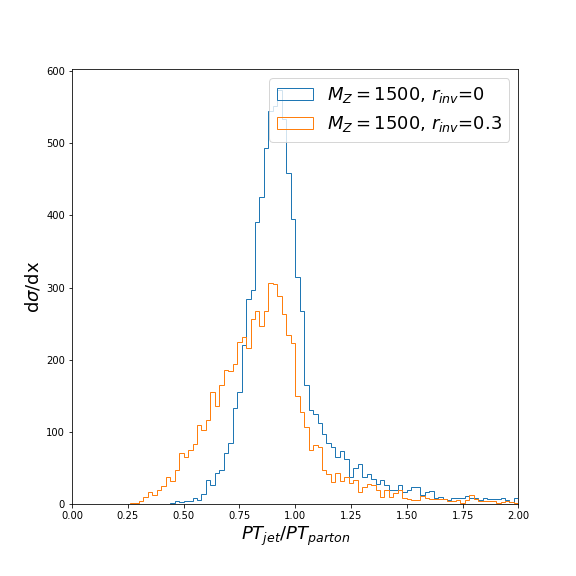 600
500
400
300
200
100
0
dσ/dx
M_Z = 1500, r_inv=0
M_Z = 1500, r_inv=0.3
0.00 0.25 0.50 0.75 1.00 1.25 1.50 1.75 2.00
PT_jet/PT_parton